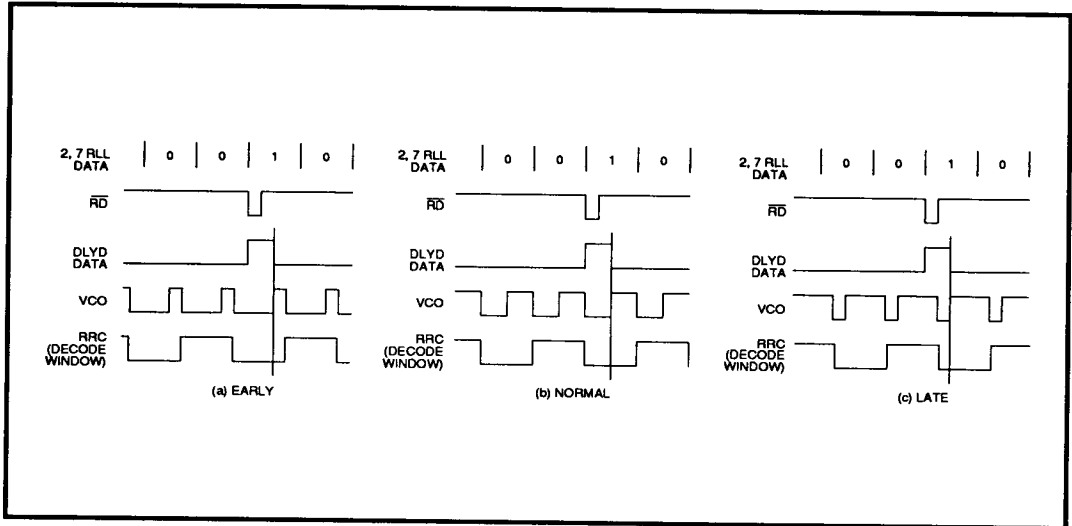 2, 7 RLL
DATA
0 0 1 0
RD
DLYD
DATA
VCO
RRC
(DECODE
WINDOW)
(a) EARLY
2, 7 RLL
DATA
0 0 1 0
RD
DLYD
DATA
VCO
RRC
(DECODE
WINDOW)
(b) NORMAL
2, 7 RLL
DATA
0 0 1 0
RD
DLYD
DATA
VCO
RRC
(DECODE
WINDOW)
(c) LATE